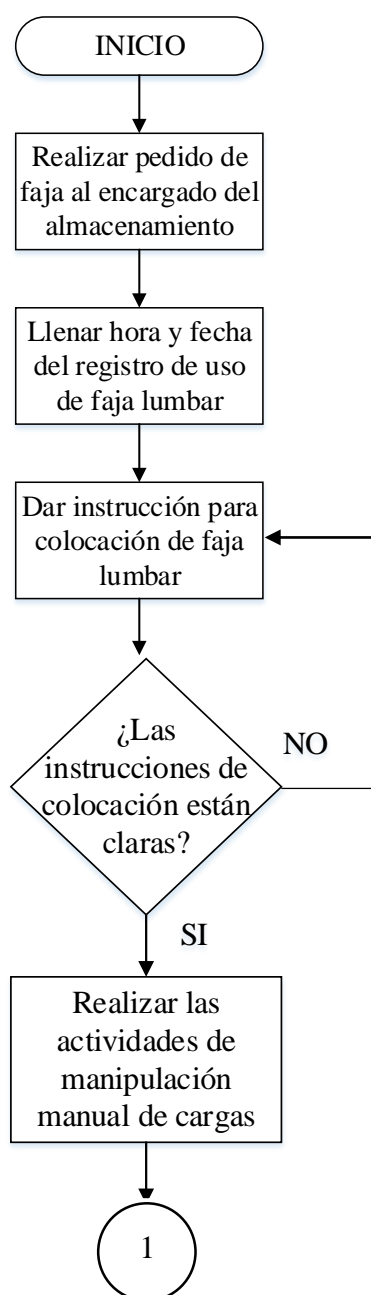 INICIO
Realizar pedido de
faja al encargado del
almacenamiento
Llenar hora y fecha
del registro de uso
de faja lumbar
Dar instrucción para
colocación de faja
lumbar
¿Las
instrucciones de
colocación están
claras?
NO
SI
Realizar las
actividades de
manipulación
manual de cargas
1